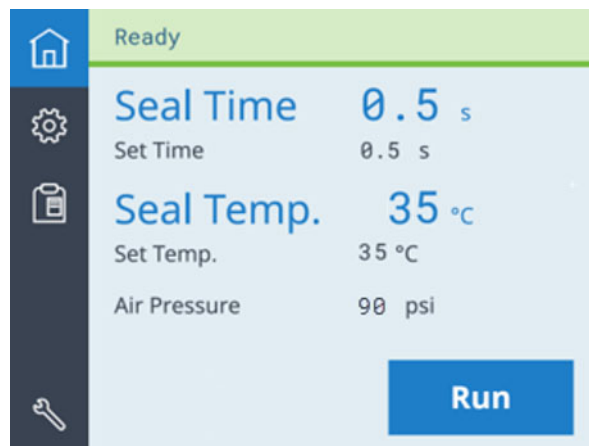 Ready
Seal Time 0.5 s
Set Time 0.5 s
Seal Temp. 35 °C
Set Temp. 35 °C
Air Pressure 90 psi
Run